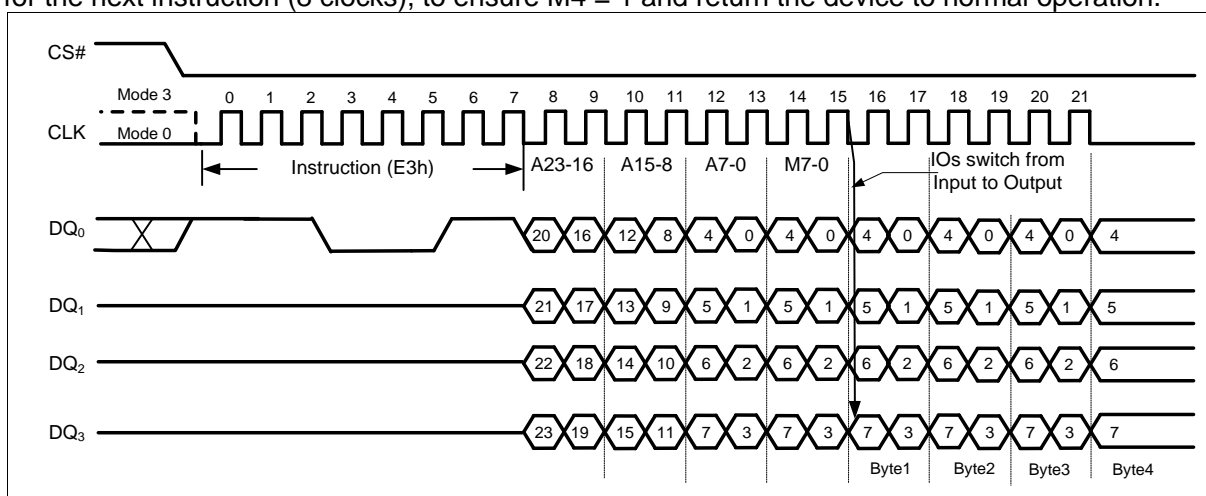 for the next instruction (8 clocks), to ensure M4 = 1 and return the device to normal operation.
CS#
Mode 3
0 1 2 3 4 5 6 7 8 9 10 11 12 13 14 15 16 17 18 19 20 21
CLK
Mode 0
Instruction (E3h)
A23-16 A15-8 A7-0 M7-0
IOs switch from
Input to Output
DQ0
20 16 12 8 4 0 4 0 4 0 4 0 4 0 4
DQ1
21 17 13 9 5 1 5 1 5 1 5 1 5 1 5
DQ2
22 18 14 10 6 2 6 2 6 2 6 2 6 2 6
DQ3
23 19 15 11 7 3 7 3 7 3 7 3 7 3 7
Byte1 Byte2 Byte3 Byte4